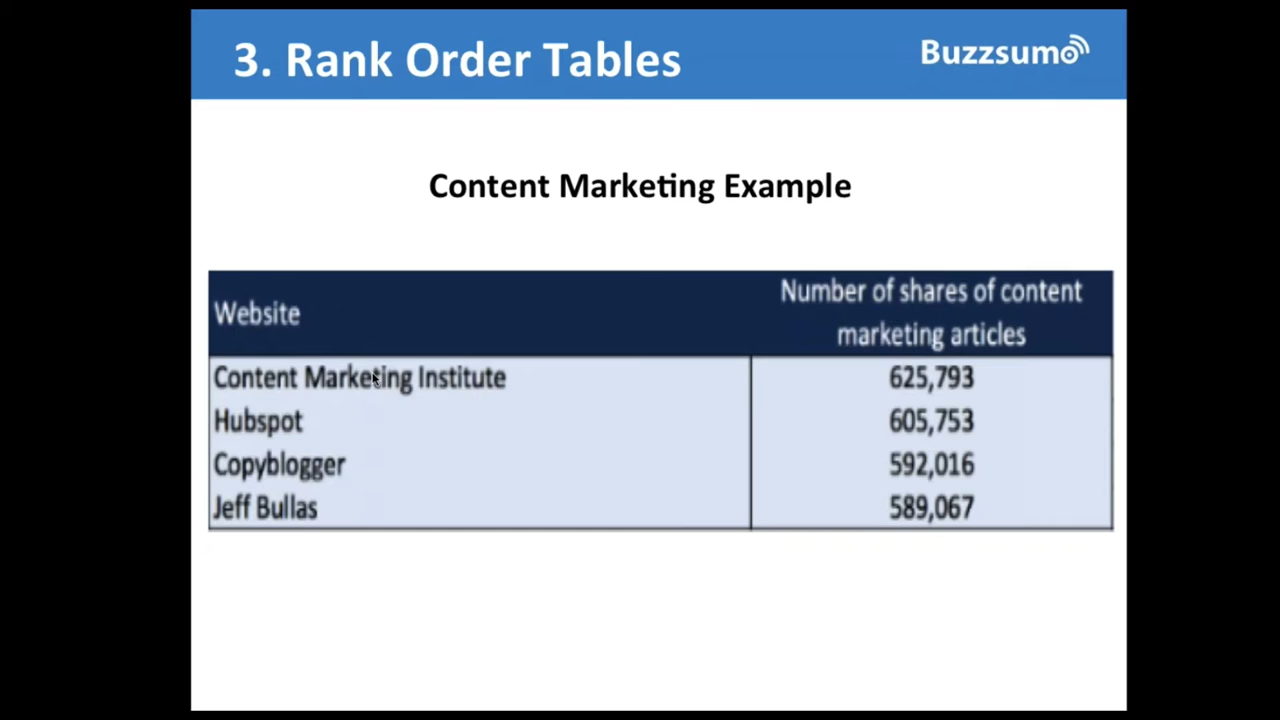 3. Rank Order Tables
Buzzsumo
Content Marketing Example
Website
Number of shares of content
marketing articles
Content Marketing Institute
625,793
Hubspot
605,753
Copyblogger
592,016
Jeff Bullas
589,067